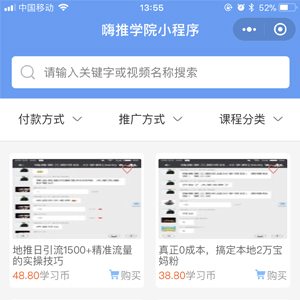 中国移动
13:55
52%
嗨推学院小程序
请输入关键字或视频名称搜索
付款方式
推广方式
课程分类
地推日引流1500+精准流量的实操技巧
48.80学习币
购买
真正0成本，搞定本地2万宝妈粉
38.80学习币
购买